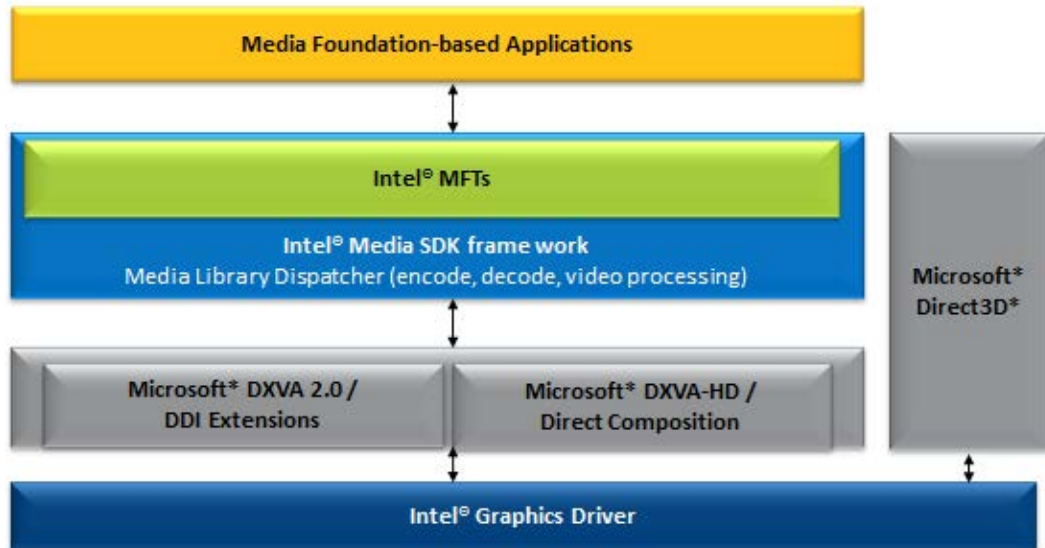 Media Foundation-based Applications
Intel® MFTs
Intel® Media SDK frame work
Media Library Dispatcher (encode, decode, video processing)
Microsoft*
Direct3D*
Microsoft* DXVA 2.0 /
DDI Extensions
Microsoft* DXVA-HD /
Direct Composition
Intel® Graphics Driver